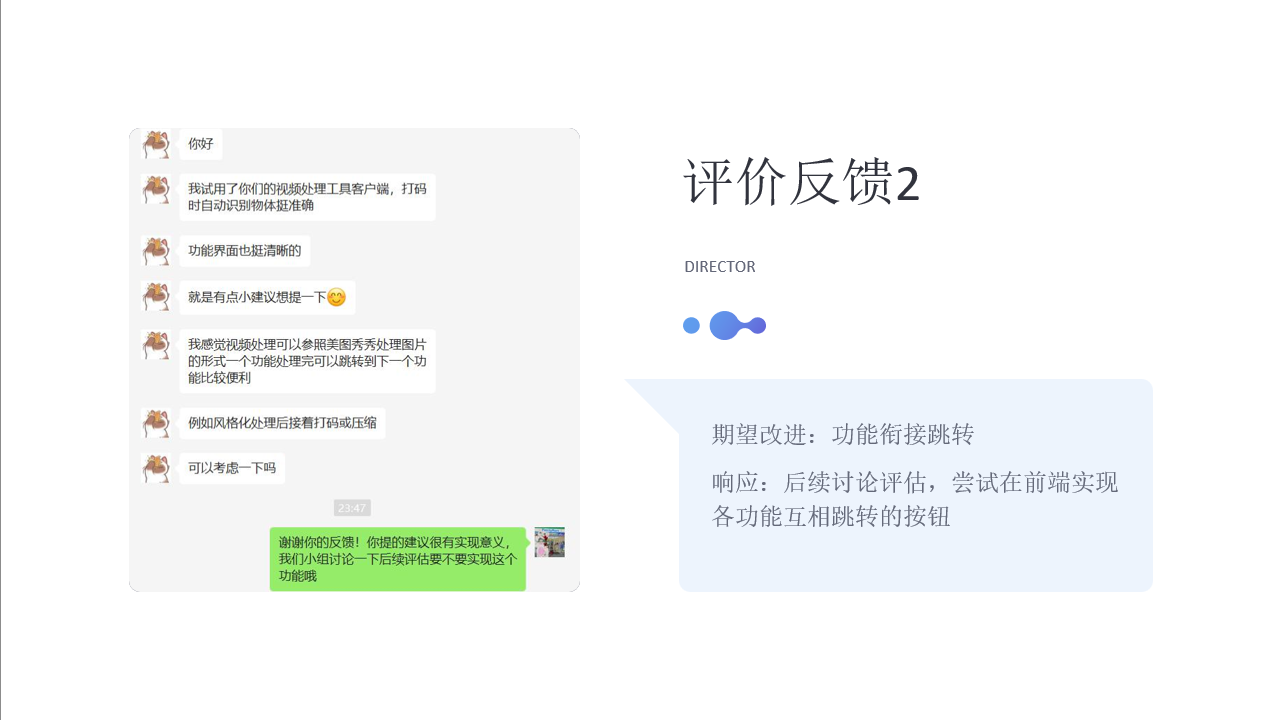 你好
我试用了你们的视频处理工具客户端，打码
时自动识别物体挺准确
功能界面也挺清晰的
就是有点小建议想提一下😊
我感觉视频处理可以参照美图秀秀处理图片
的形式一个功能处理完可以跳转到下一个功
能比较便利
例如风格化处理后接着打码或压缩
可以考虑一下吗
23:47
谢谢你的反馈！你提的建议很有实现意义，
我们小组讨论一下后续评估要不要实现这个
功能哦
评价反馈2
DIRECTOR
期望改进：功能衔接跳转
响应：后续讨论评估，尝试在前端实现
各功能互相跳转的按钮